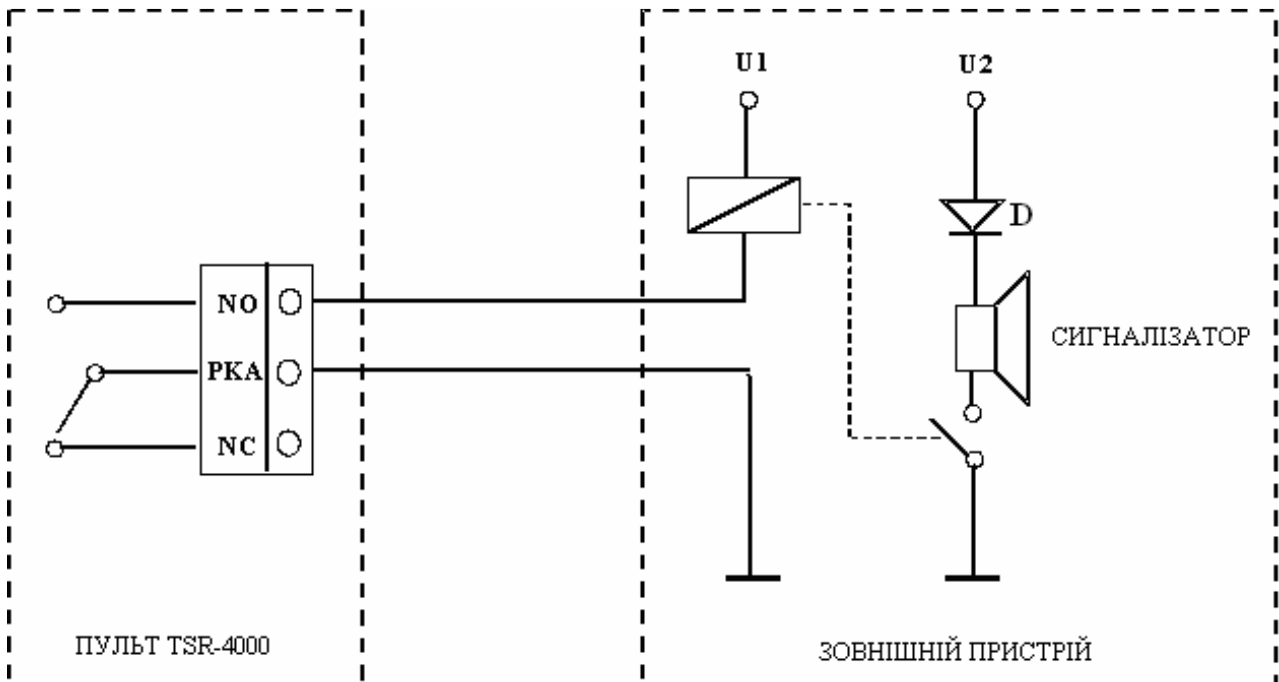 U1
U2
D
NO
PKA
NC
СИГНАЛІЗАТОР
ПУЛЬТ TSR-4000
ЗОВНІШНІЙ ПРИСТРІЙ